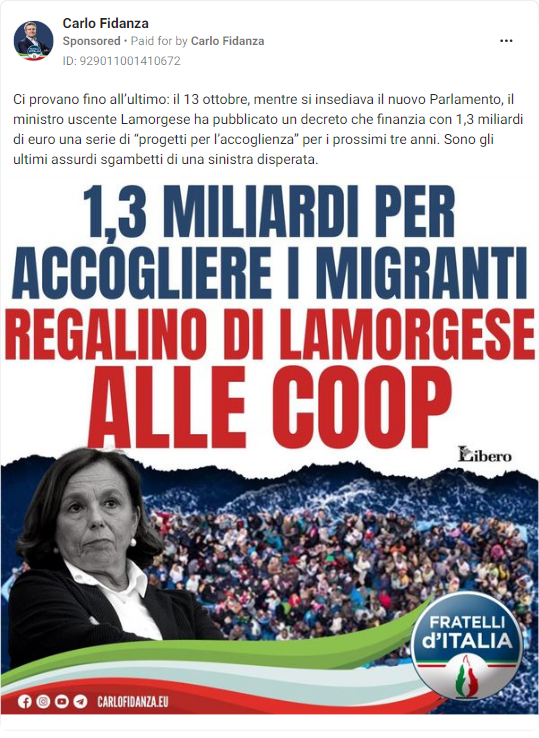 Carlo Fidanza
Sponsored • Paid for by Carlo Fidanza
ID: 929011001410672
Ci provano fino all’ultimo: il 13 ottobre, mentre si insediava il nuovo Parlamento, il
ministro uscente Lamorgese ha pubblicato un decreto che finanzia con 1,3 miliardi
di euro una serie di “progetti per l’accoglienza” per i prossimi tre anni. Sono gli
ultimi assurdi sgambetti di una sinistra disperata.
1,3 MILIARDI PER
ACCOGLIERE I MIGRANTI
REGALINO DI LAMORGESE
ALLE COOP
Libero
FRATELLI
d'ITALIA
CARLOFIDANZA.EU